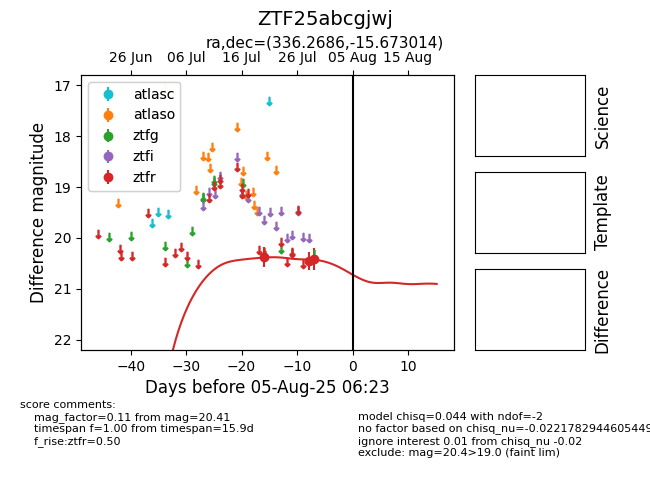 ZTF25abcgjwj
ra,dec=(336.2686,-15.673014)
26 Jun 06 Jul 16 Jul 26 Jul 05 Aug 15 Aug
17
18
19
20
21
22
Difference magnitude
atlasc
atlaso
ztfg
ztfi
ztfr
−40 −30 −20 −10 0 10
Days before 05-Aug-25 06:23
Science
Template
Difference
score comments:
mag_factor=0.11 from mag=20.41
timespan f=1.00 from timespan=15.9d
f_rise:ztfr=0.50
model chisq=0.044 with ndof=-2
no factor based on chisq_nu=-0.0221782944605449
ignore interest 0.01 from chisq_nu -0.02
exclude: mag=20.4>19.0 (faint lim)